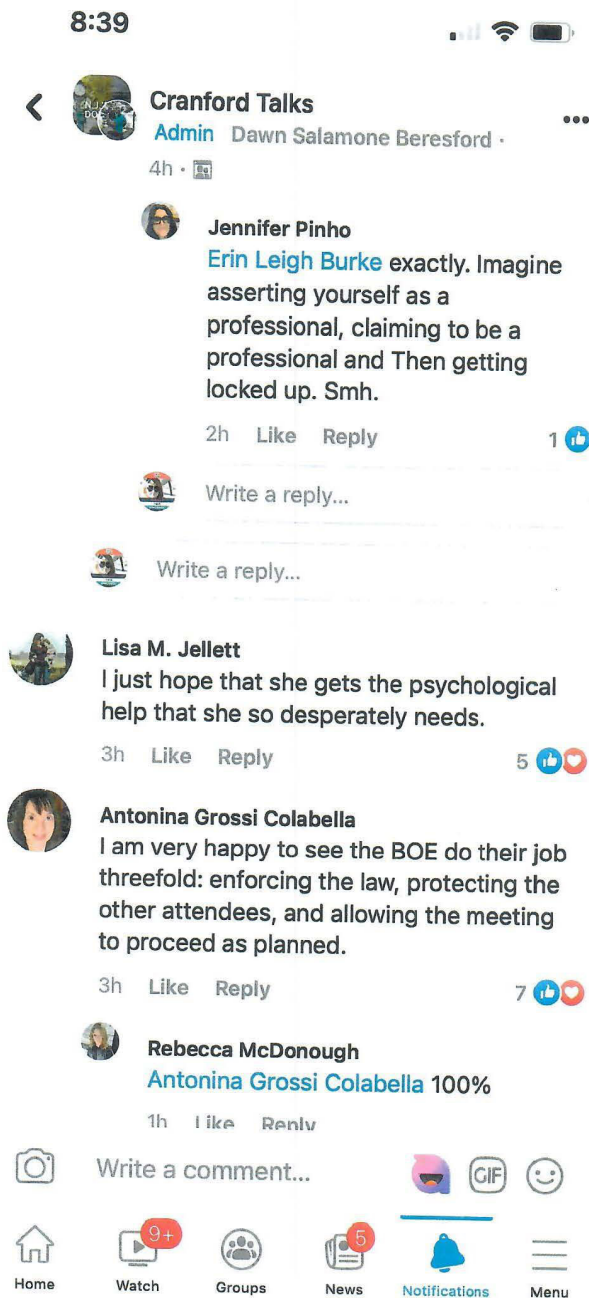 8:39
Cranford Talks
Admin Dawn Salamone Beresford ·
4h ·
Jennifer Pinho
Erin Leigh Burke exactly. Imagine
asserting yourself as a
professional, claiming to be a
professional and Then getting
locked up. Smh.
2h Like Reply 1
Write a reply...
Write a reply...
Lisa M. Jellett
I just hope that she gets the psychological
help that she so desperately needs.
3h Like Reply 5
Antonina Grossi Colabella
I am very happy to see the BOE do their job
threefold: enforcing the law, protecting the
other attendees, and allowing the meeting
to proceed as planned.
3h Like Reply 7
Rebecca McDonough
Antonina Grossi Colabella 100%
1h Like Reply
Write a comment...
GIF
9+
5
Home Watch Groups News Notifications Menu